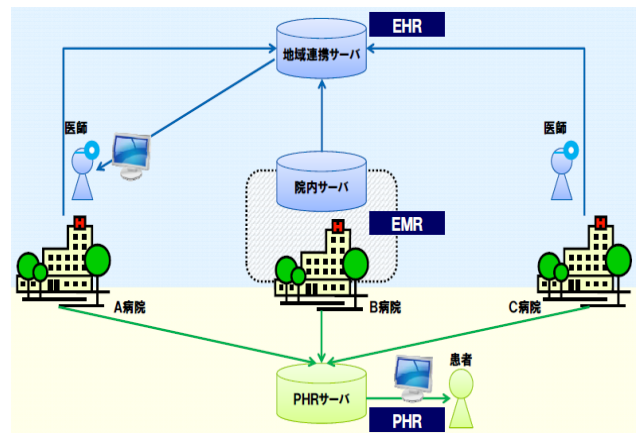 EHR
地域連携サーバ
医師
医師
院内サーバ
EMR
H
H
H
A病院
B病院
C病院
患者
PHRサーバ
PHR